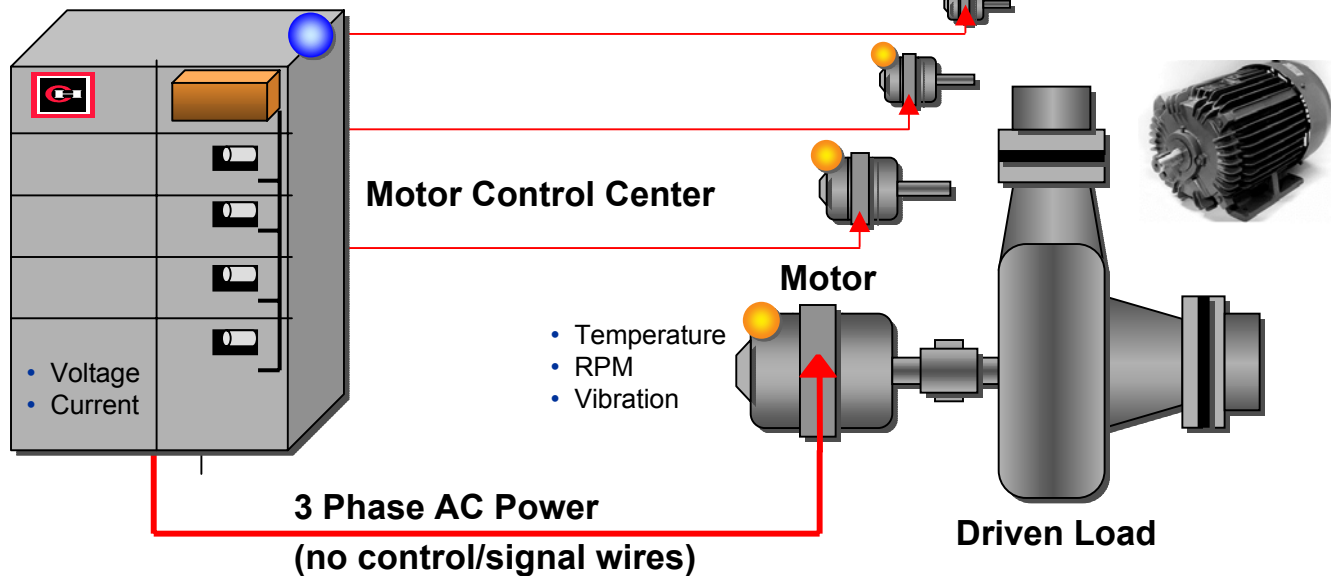 Motor Control Center
Motor
• Temperature
• RPM
• Vibration
• Voltage
• Current
3 Phase AC Power
(no control/signal wires)
Driven Load